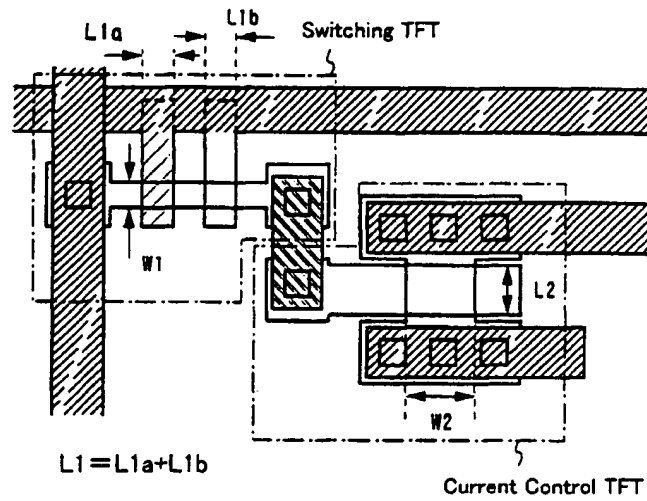 L1b
L1a
Switching TFT
W1
L2
W2
L1=L1a+L1b
Current Control TFT